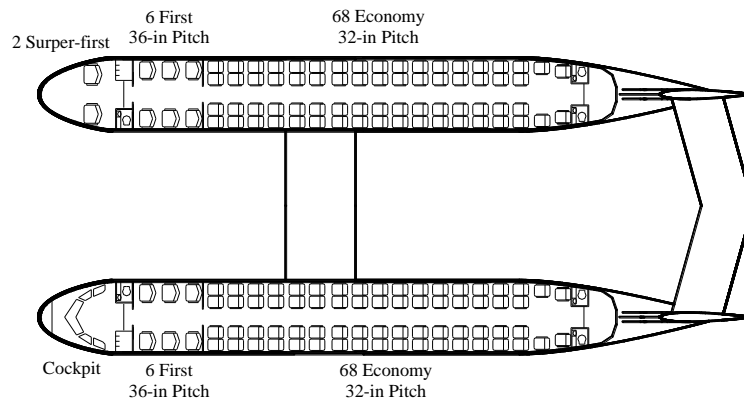 2 Surper-first
6 First
36-in Pitch
68 Economy
32-in Pitch
Cockpit
6 First
36-in Pitch
68 Economy
32-in Pitch